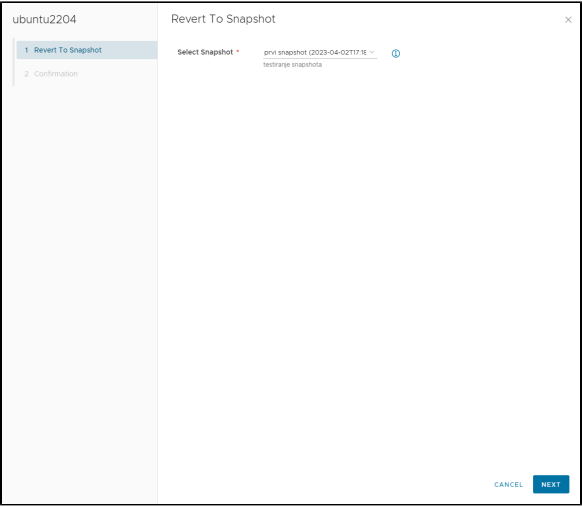 ubuntu2204
1 Revert To Snapshot
2 Confirmation
Revert To Snapshot
Select Snapshot *
prvi snapshot (2023-04-02T17:18
testiranje snapshota
CANCEL
NEXT